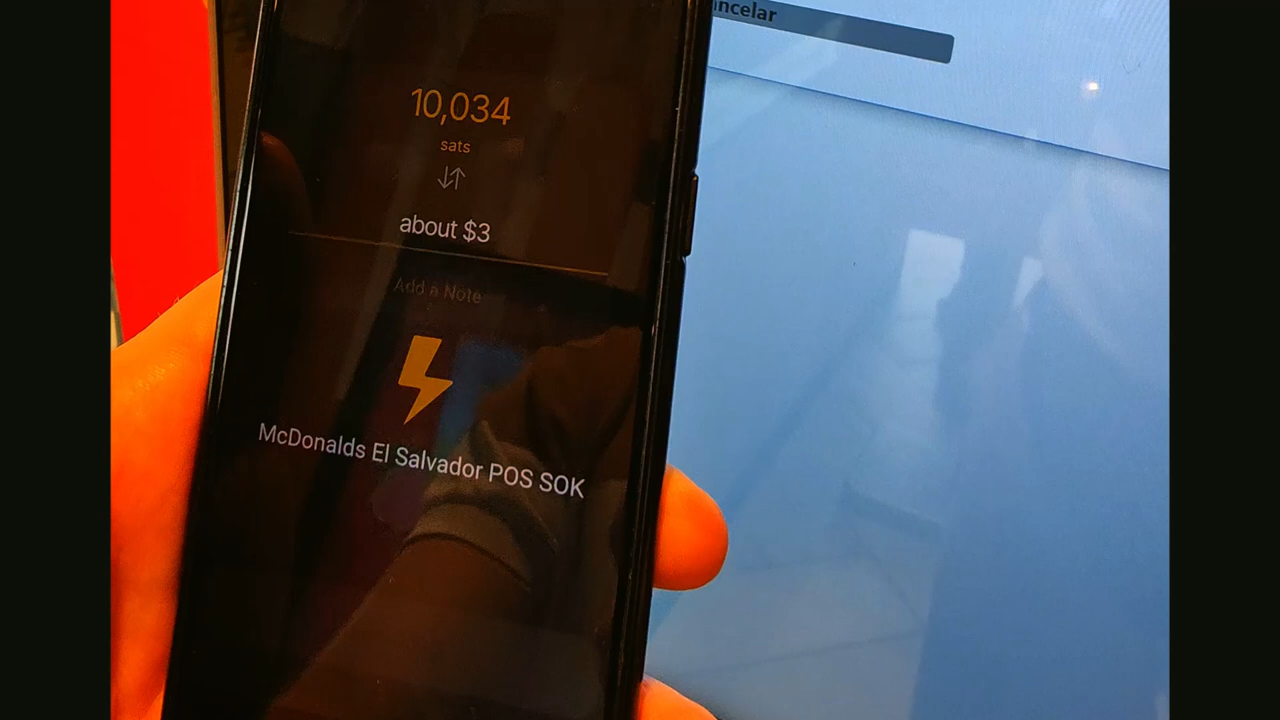 ncelar
10,034
sats
about $3
Add a Note
McDonalds El Salvador POS SOK